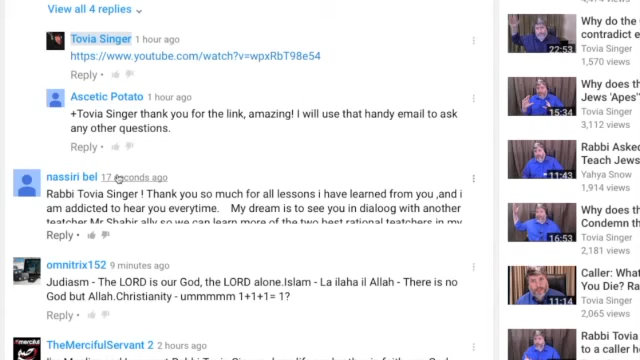 View all 4 replies
Tovia Singer 1 hour ago
https://www.youtube.com/watch?v=wpxRbT98e54
Reply
Ascetic Potato 1 hour ago
+Tovia Singer thank you for the link, amazing! I will use that handy email to ask
any other questions.
Reply
nassiri bel 17 seconds ago
Rabbi Tovia Singer ! Thank you so much for all lessons i have learned from you ,and i
am addicted to hear you everytime. My dream is to see you in dialoog with another
teatcher Mr Shabir ally so we can learn more of the two best rational teatchers in my
Reply
omnitrix152 9 minutes ago
Judiasm - The LORD is our God, the LORD alone.Islam - La ilaha il Allah - There is no
God but Allah.Christianity - ummmmm 1+1+1= 1?
Reply
TheMercifulServant 2 2 hours ago
Why do the
contradict e
Tovia Singer
1,570 views
22:53
Why does th
Jews 'Apes'
Tovia Singer
3,112 views
15:34
Rabbi Asked
Teach Jews
Yahya Snow
1,914 views
11:43
Why does th
Condemn th
Tovia Singer
2,181 views
16:53
Caller: What
You Die? Ra
Tovia Singer
2,065 views
11:14
Rabbi Tovia
to a caller h
Tovia Singer